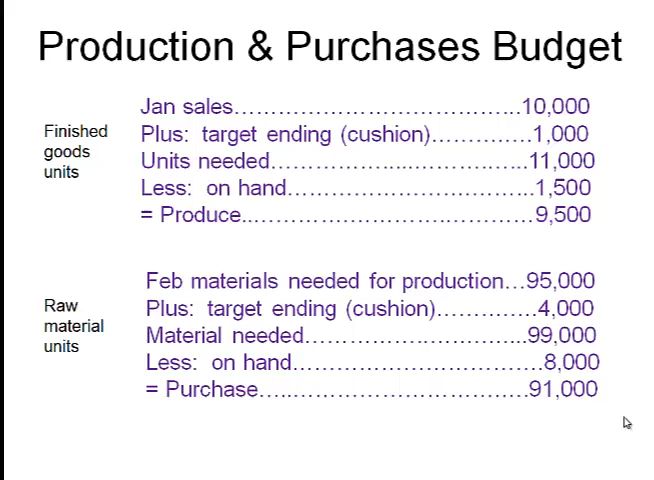 Production & Purchases Budget
Finished
goods
units
Jan sales…………………………………..10,000
Plus: target ending (cushion)………….1,000
Units needed………………..……………..11,000
Less: on hand……………………………..1,500
= Produce..……………………………….9,500
Raw
material
units
Feb materials needed for production…95,000
Plus: target ending (cushion)………….4,000
Material needed…………………………..99,000
Less: on hand…………………………….8,000
= Purchase…..…………………………….91,000